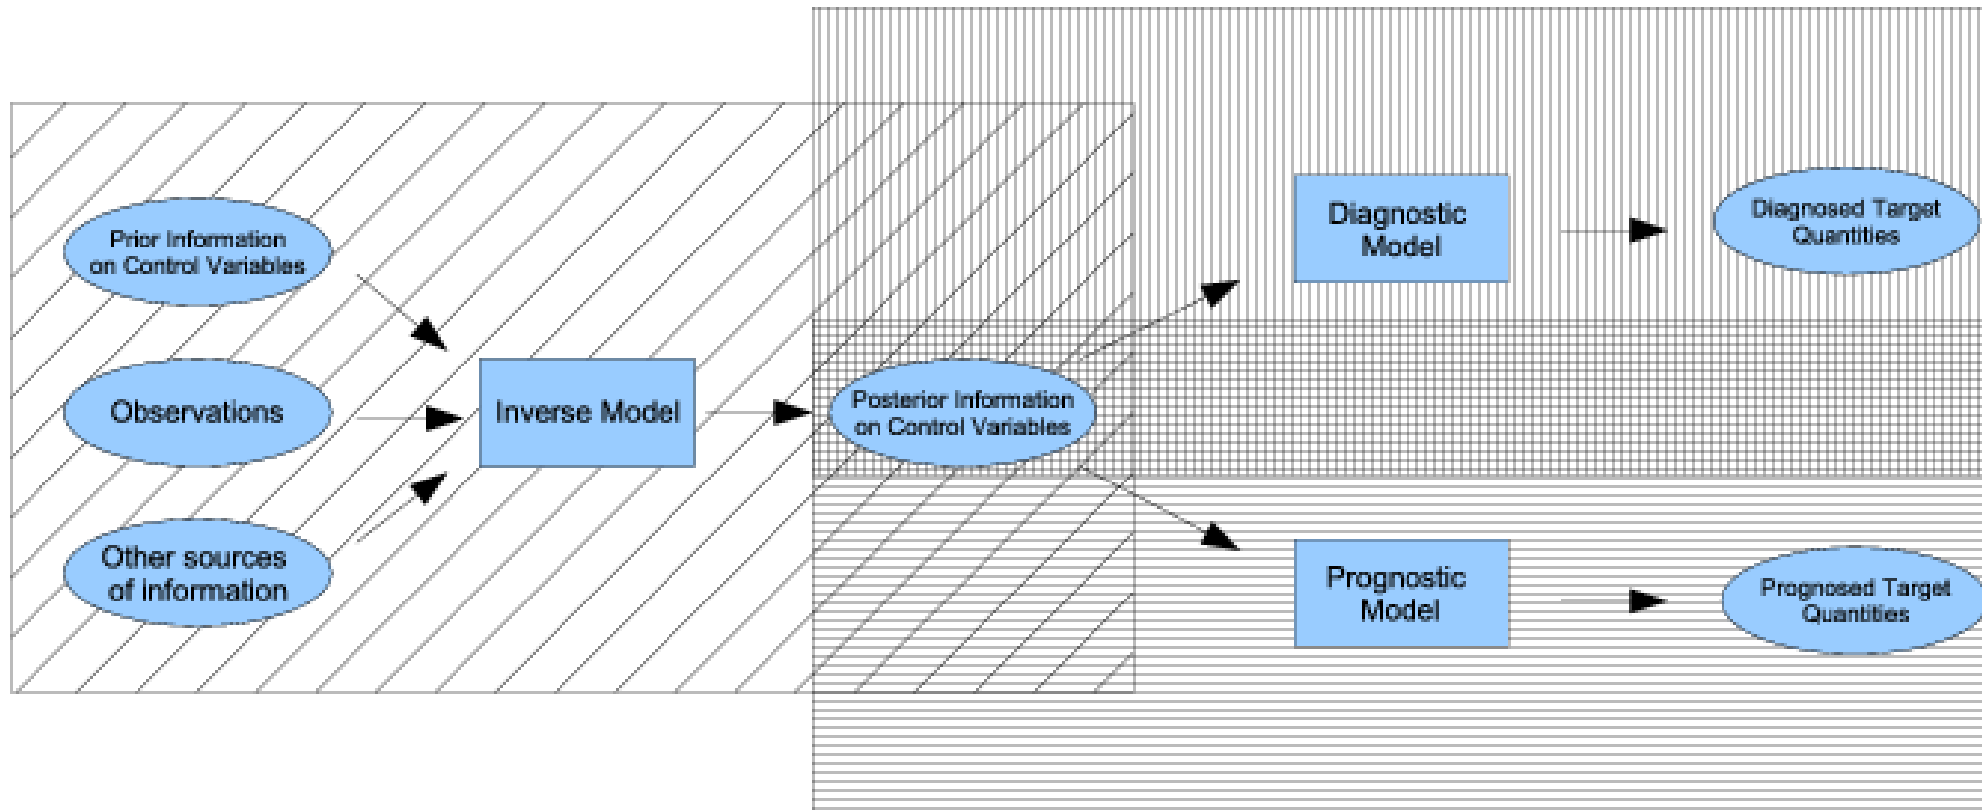 Prior Information
on Control Variables
Observations
Other sources
of information
Inverse Model
Posterior Information
on Control Variables
Diagnostic
Model
Diagnosed Target
Quantities
Prognostic
Model
Prognosed Target
Quantities